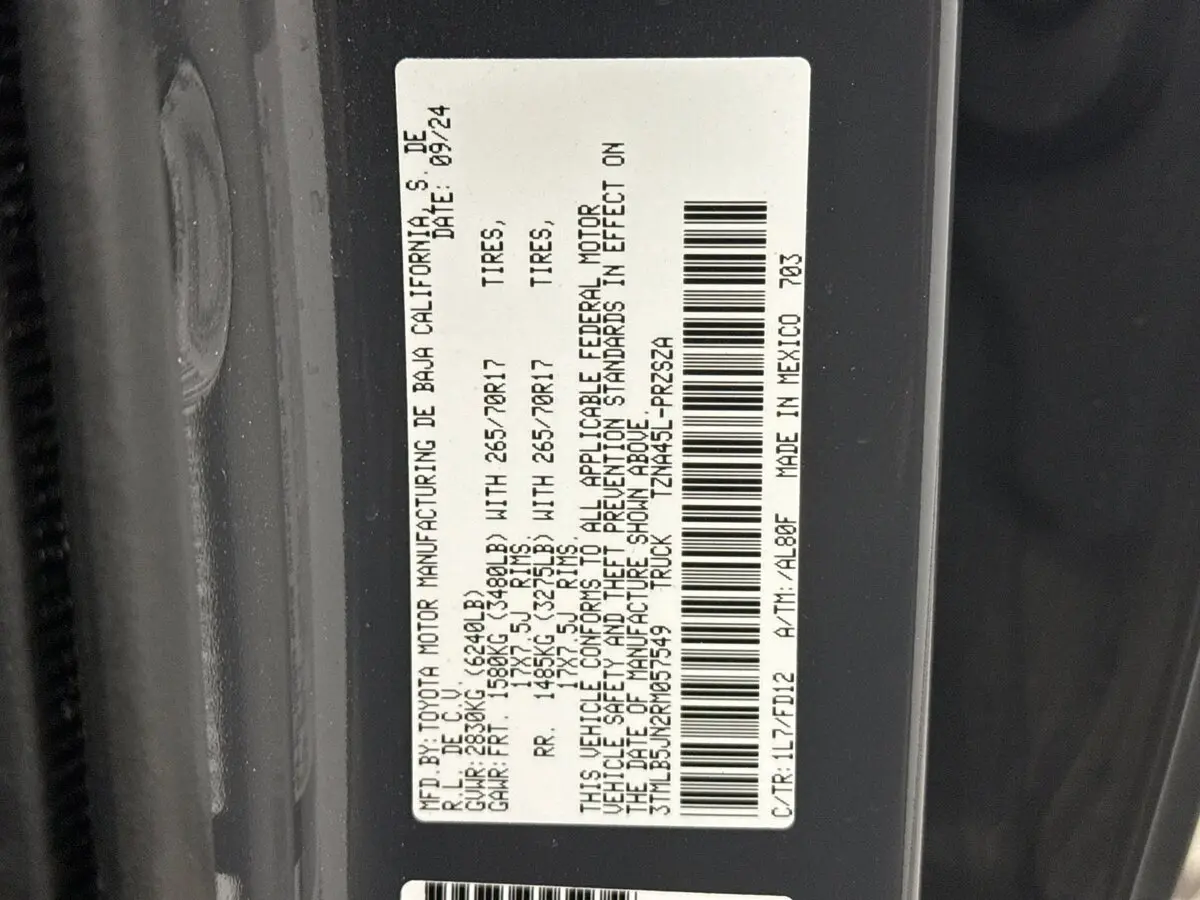 MFD.BY:TOYOTA MOTOR MANUFACTURING DE BAJA CALIFORNIA, S. DE
R.L. DE C.V. DATE: 09/24
GVWR:2830KG (6240LB)
GAWR:FRT. 1580KG (3480LB) WITH 265/70R17 TIRES,
17X7.5J RIMS,
RR. 1485KG (3275LB) WITH 265/70R17 TIRES,
17X7.5J RIMS,
THIS VEHICLE CONFORMS TO ALL APPLICABLE FEDERAL MOTOR
VEHICLE SAFETY AND THEFT PREVENTION STANDARDS IN EFFECT ON
THE DATE OF MANUFACTURE SHOWN ABOVE.
3TMLB5JN2RM057549 TRUCK TZNA45L-PRZSZA
C/TR:1L7/FD12 A/TM:/AL80F MADE IN MEXICO 703